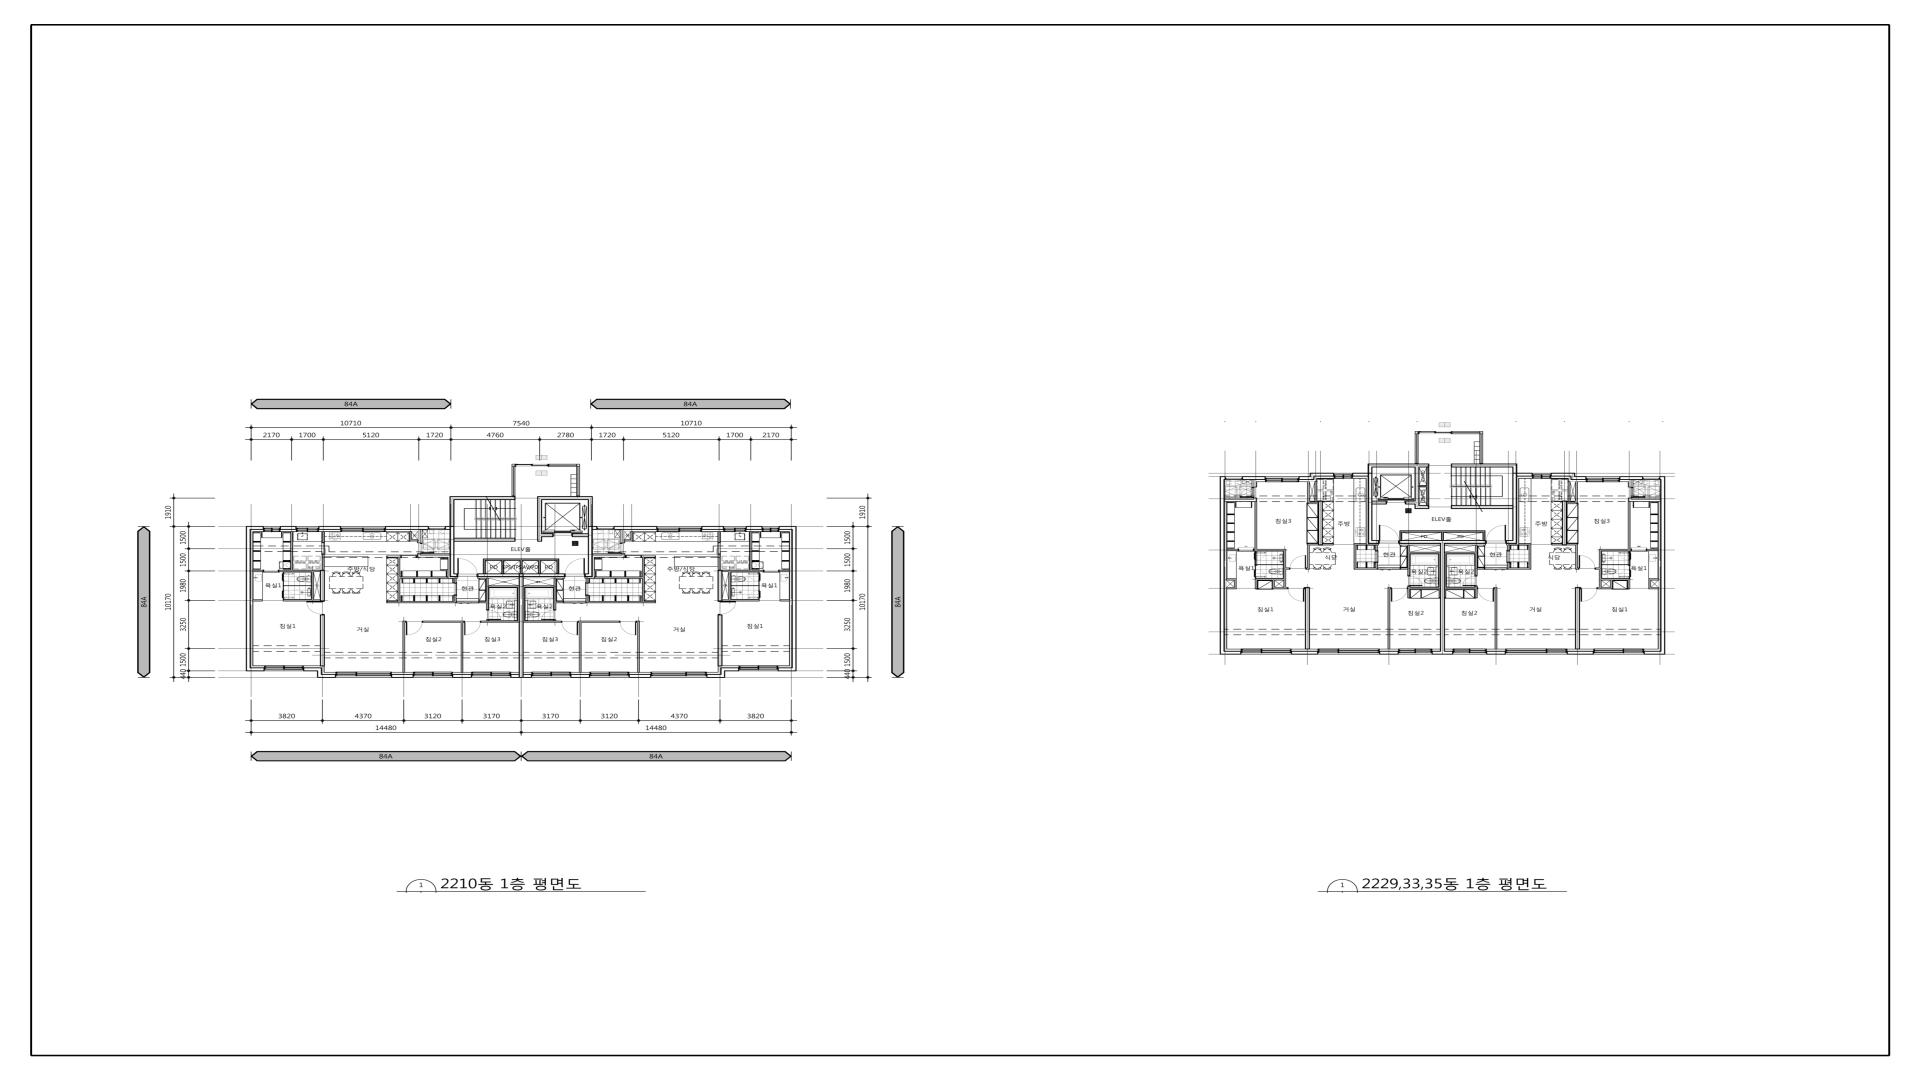 84A 84A
10710 7540 10710
2170 1700 5120 1720 4760 2780 1720 5120 1700 2170
1910 1910
1500 1500
1500 1500
1980 1980
10170 10170
3250 3250
1500 1500
440 440
84A 84A
ELEV홀
주방/식당 주방/식당
PD PD
욕실1 현관 현관 욕실1
욕실2 욕실2
침실1 거실 침실2 침실3 침실3 침실2 거실 침실1
3820 4370 3120 3170 3170 3120 4370 3820
14480 14480
84A 84A
1 2210동 1층 평면도
침실3 주방 ELEV홀 주방 침실3
식당 현관 현관 식당
욕실1 욕실2 욕실2 욕실1
침실1 거실 침실2 침실2 거실 침실1
1 2229,33,35동 1층 평면도